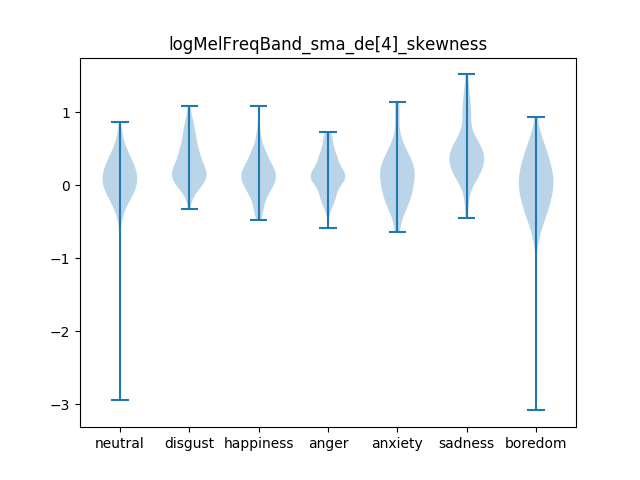 logMelFreqBand_sma_de[4]_skewness
1
0
−1
−2
−3
neutral disgust happiness anger anxiety sadness boredom